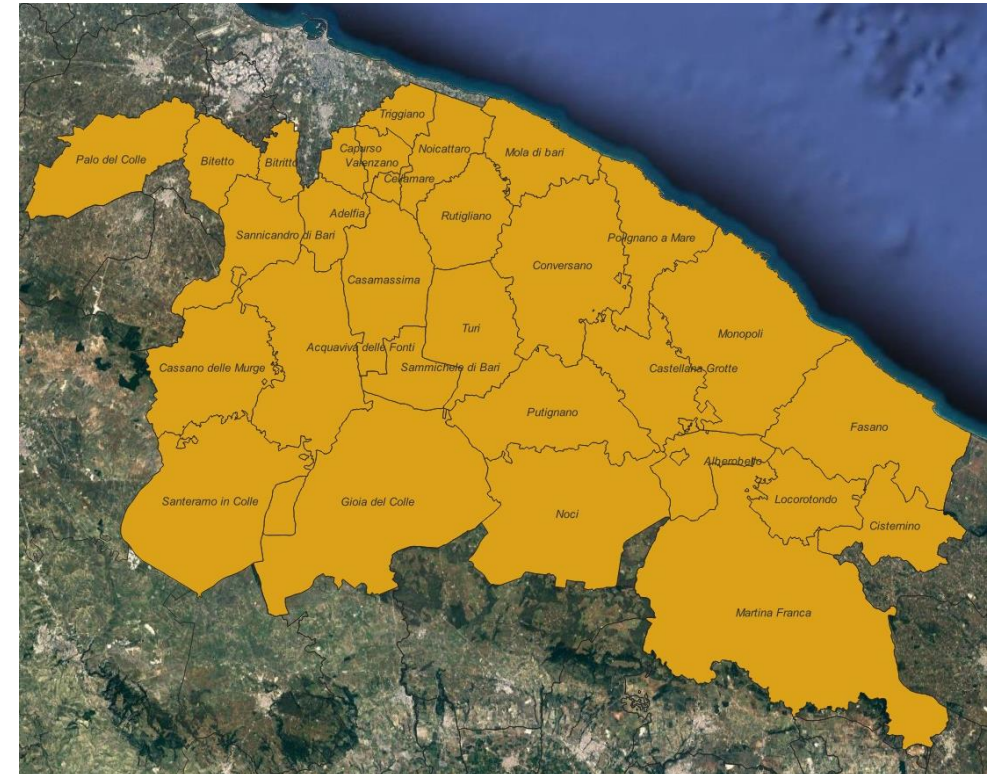 Triggiano
Palo del Colle
Bitetto
Bitritto
Capurso
Valenzano
Noicattaro
Mola di bari
Cellamare
Adelfia
Rutigliano
Sannicandro di Bari
Polignano a Mare
Conversano
Casamassima
Turi
Monopoli
Acquaviva delle Fonti
Cassano delle Murge
Sammichele di Bari
Castellana Grotte
Putignano
Fasano
Alberobello
Santeramo in Colle
Gioia del Colle
Noci
Locorotondo
Cisternino
Martina Franca